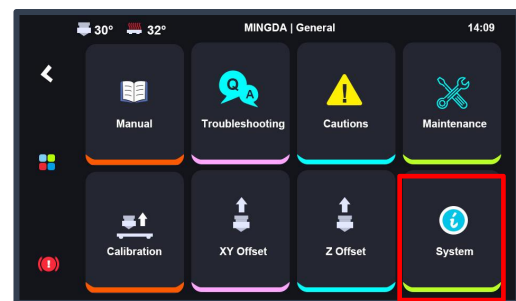 30° 32° MINGDA | General 14:09
Manual Troubleshooting Cautions Maintenance
Q A
Calibration XY Offset Z Offset System